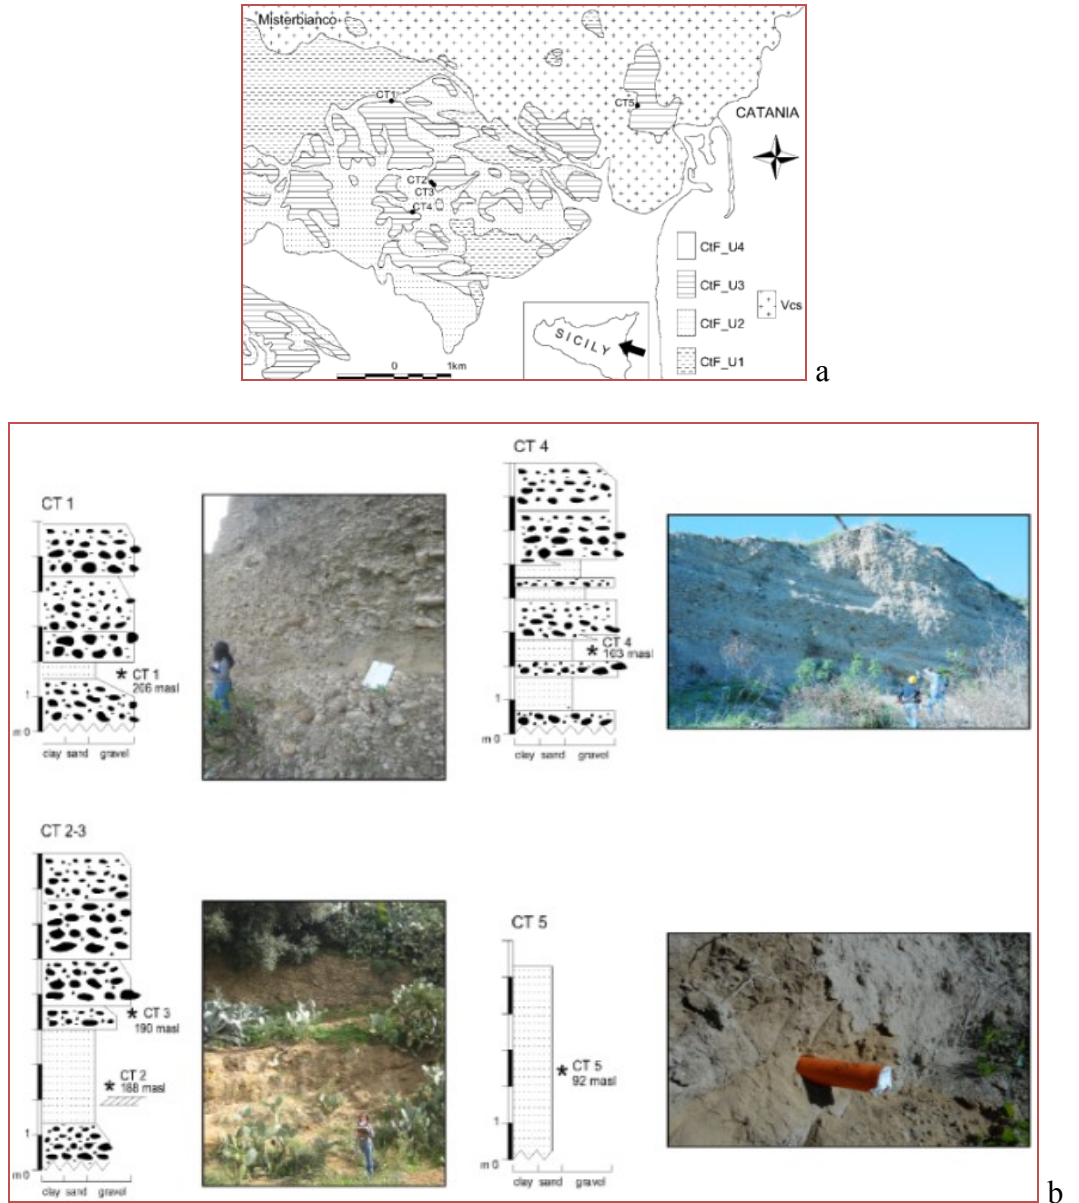 Misterbianco
CT1
CT5
CATANIA
CT2
CT3
CT4
CtF_U4
CtF_U3
Vcs
CtF_U2
CtF_U1
SICILY
0 1km
a
CT 4
CT 1
CT 4
163 masl
CT 1
206 masl
1
1
m 0
m 0
clay sand gravel
clay sand gravel
CT 2-3
CT 5
CT 3
190 masl
CT 2
188 masl
CT 5
92 masl
1
1
m 0
m 0
clay sand gravel
clay sand gravel
b